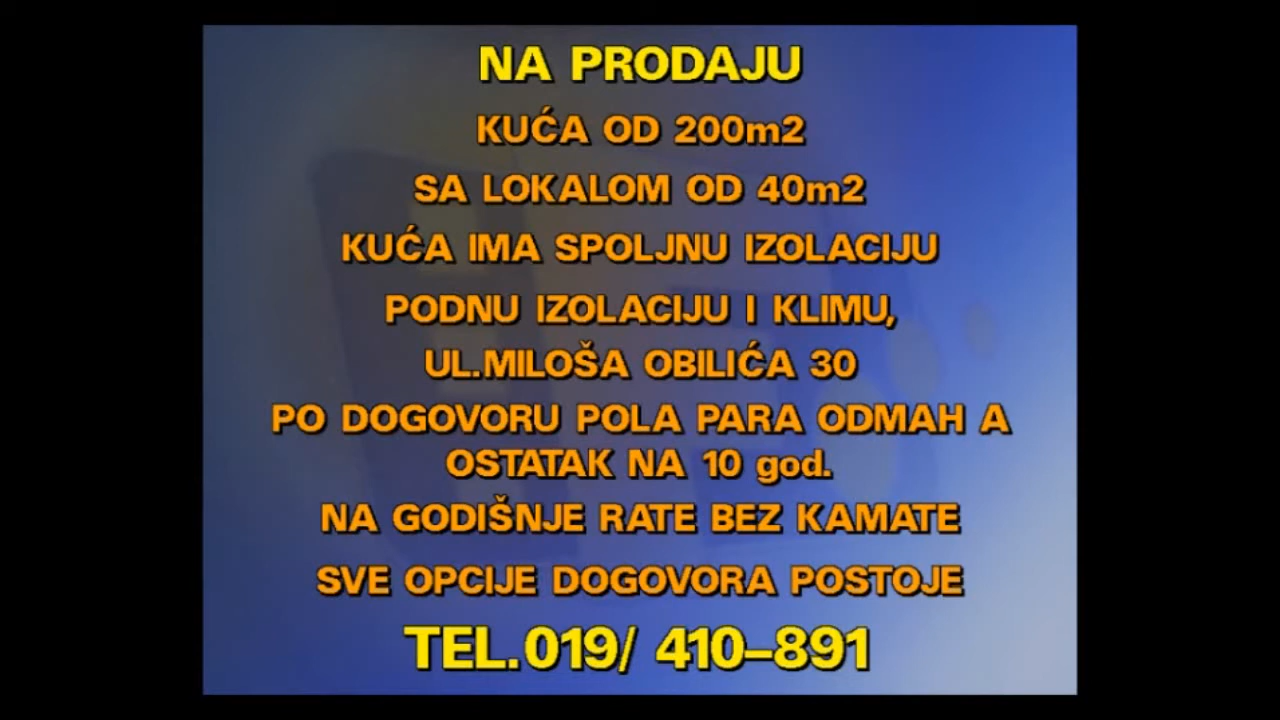 NA PRODAJU
KUĆA OD 200m2
SA LOKALOM OD 40m2
KUĆA IMA SPOLJNU IZOLACIJU
PODNU IZOLACIJU I KLIMU,
UL.MILOŠA OBILIĆA 30
PO DOGOVORU POLA PARA ODMAH A
OSTATAK NA 10 god.
NA GODIŠNJE RATE BEZ KAMATE
SVE OPCIJE DOGOVORA POSTOJE
TEL.019/ 410-891